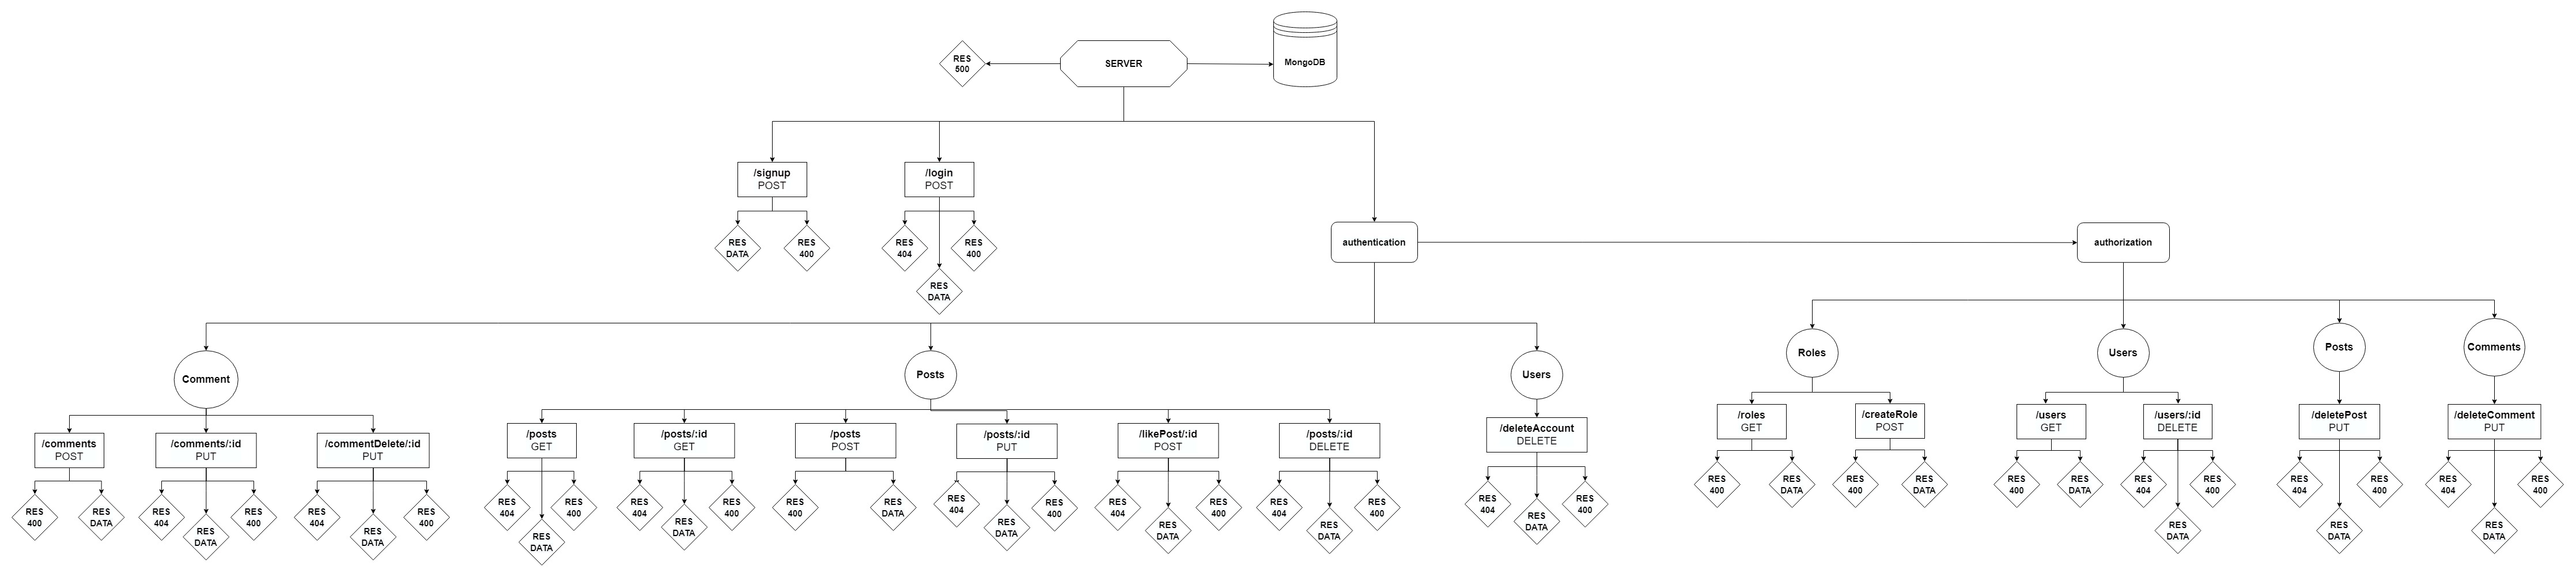 RES
500
SERVER
MongoDB
/signup
POST
/login
POST
RES
DATA
RES
400
RES
404
RES
400
RES
DATA
authentication
authorization
Comment
Posts
Users
Roles
Users
Posts
Comments
/comments
POST
/comments/:id
PUT
/commentDelete/:id
PUT
/posts
GET
/posts/:id
GET
/posts
POST
/posts/:id
PUT
/likePost/:id
POST
/posts/:id
DELETE
/deleteAccount
DELETE
/roles
GET
/createRole
POST
/users
GET
/users/:id
DELETE
/deletePost
PUT
/deleteComment
PUT
RES
400
RES
DATA
RES
404
RES
DATA
RES
400
RES
404
RES
DATA
RES
400
RES
404
RES
DATA
RES
400
RES
404
RES
DATA
RES
400
RES
400
RES
DATA
RES
404
RES
DATA
RES
400
RES
404
RES
DATA
RES
400
RES
404
RES
DATA
RES
400
RES
404
RES
DATA
RES
400
RES
400
RES
DATA
RES
400
RES
DATA
RES
400
RES
DATA
RES
404
RES
DATA
RES
400
RES
404
RES
DATA
RES
400
RES
404
RES
DATA
RES
400